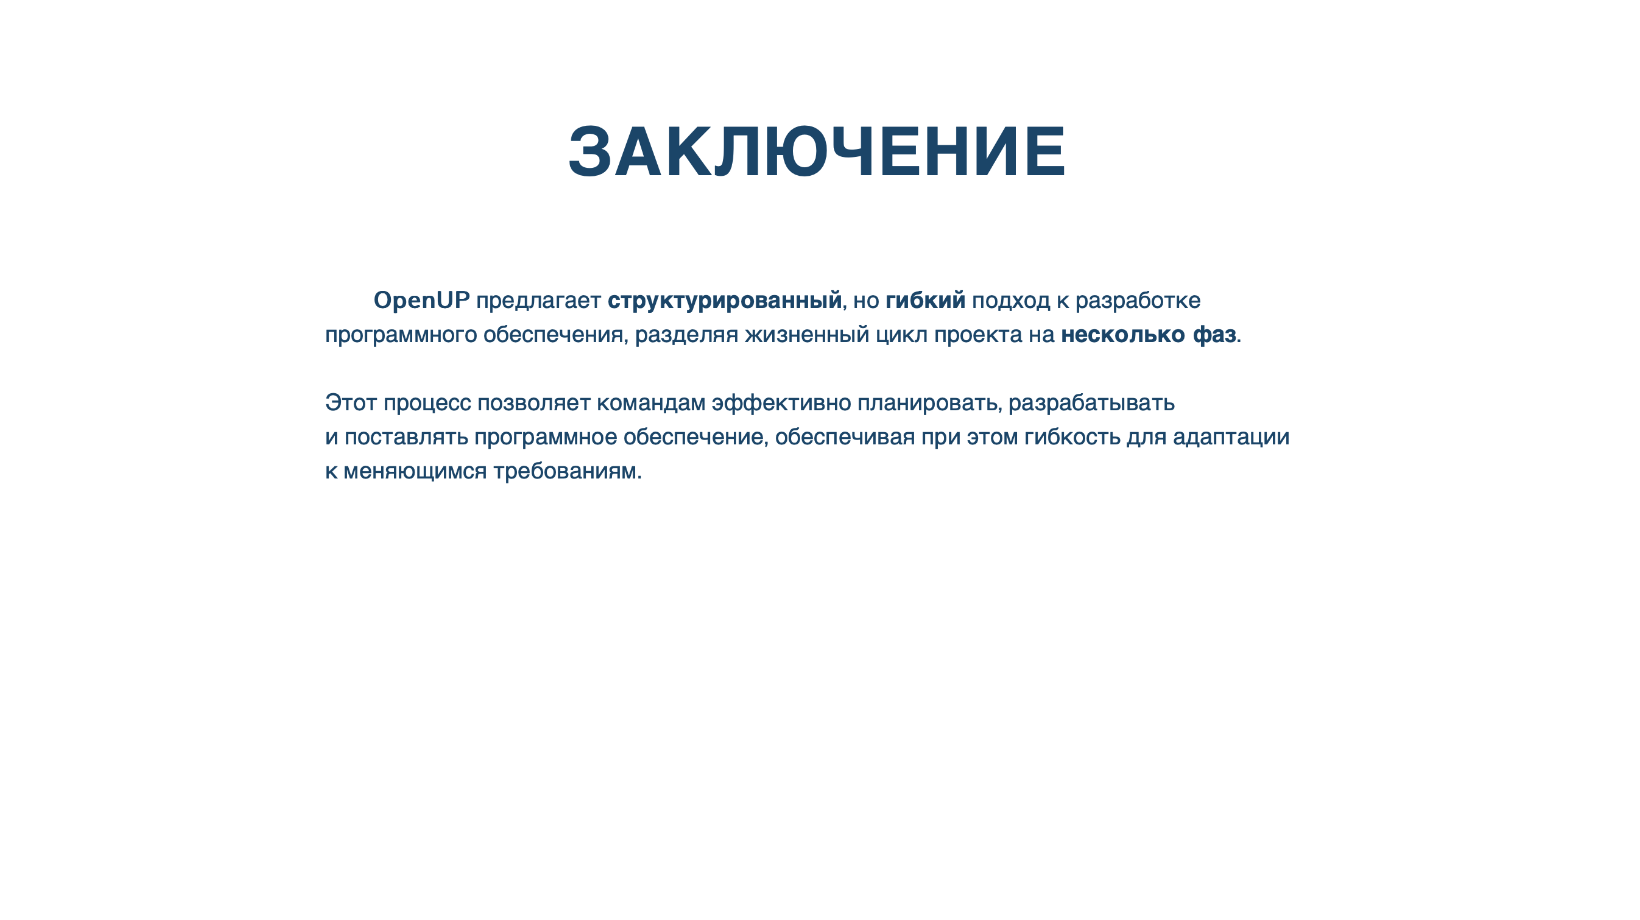 ЗАКЛЮЧЕНИЕ
OpenUP предлагает структурированный, но гибкий подход к разработке
программного обеспечения, разделяя жизненный цикл проекта на несколько фаз.
Этот процесс позволяет командам эффективно планировать, разрабатывать
и поставлять программное обеспечение, обеспечивая при этом гибкость для адаптации
к меняющимся требованиям.